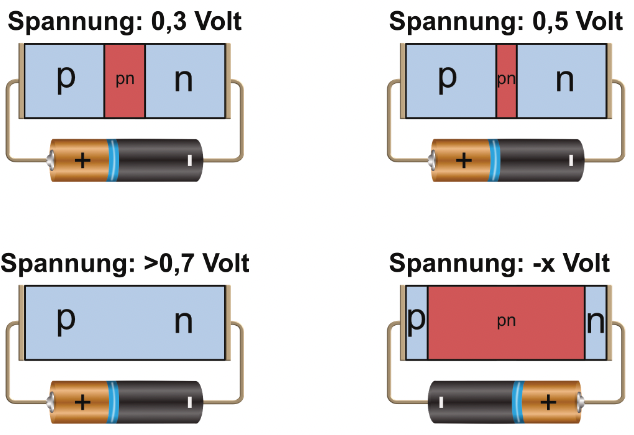 Spannung: 0,3 Volt
p pn n
+ -
Spannung: 0,5 Volt
p pn n
+ -
Spannung: >0,7 Volt
p n
+ -
Spannung: -x Volt
p pn n
- +